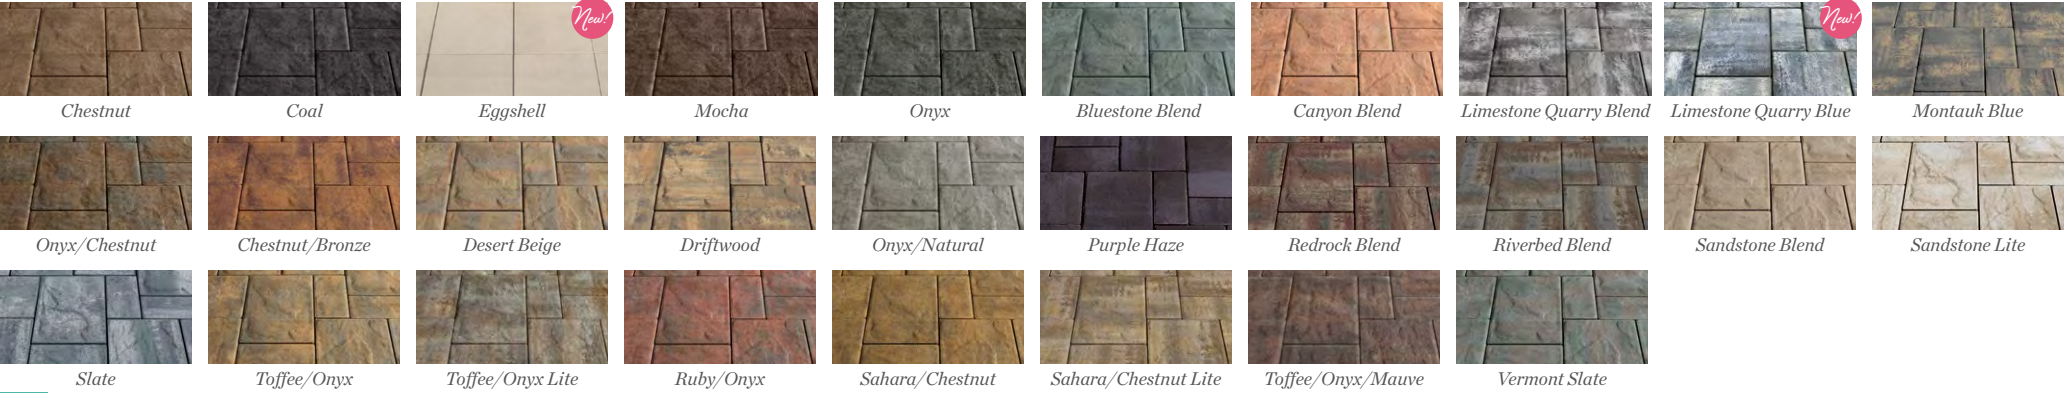 New!
New!
Chestnut
Coal
Eggshell
Mocha
Onyx
Bluestone Blend
Canyon Blend
Limestone Quarry Blend
Limestone Quarry Blue
Montauk Blue
Onyx/Chestnut
Chestnut/Bronze
Desert Beige
Driftwood
Onyx/Natural
Purple Haze
Redrock Blend
Riverbed Blend
Sandstone Blend
Sandstone Lite
Slate
Toffee/Onyx
Toffee/Onyx Lite
Ruby/Onyx
Sahara/Chestnut
Sahara/Chestnut Lite
Toffee/Onyx/Mauve
Vermont Slate